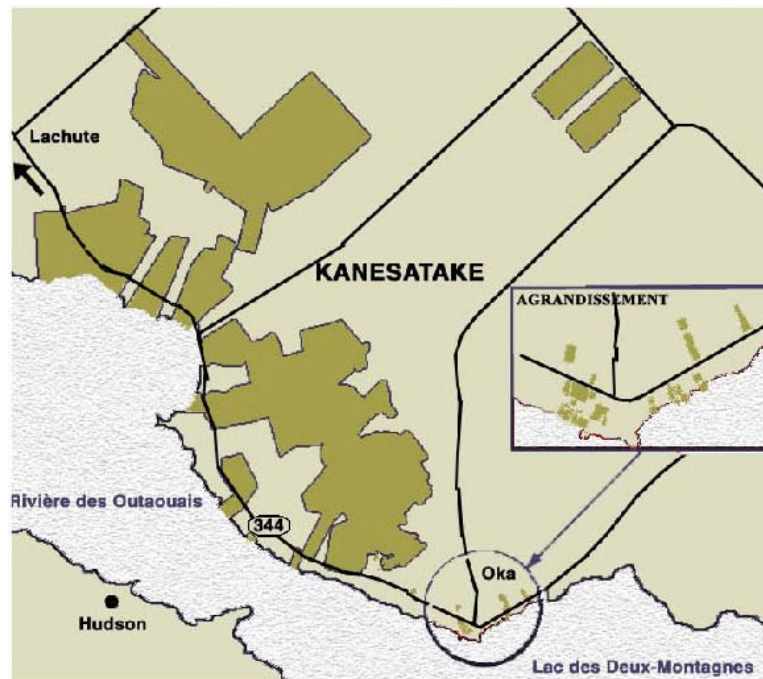 Lachute
KANESATAKE
AGRANDISSEMENT
Rivière des Outaouais
344
Oka
Hudson
Lac des Deux-Montagnes